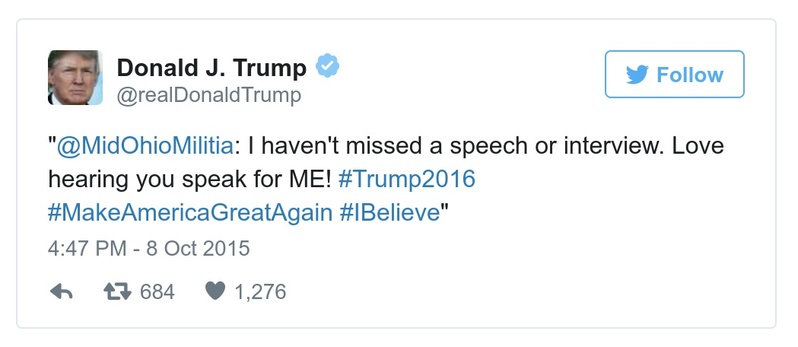 Donald J. Trump
@realDonaldTrump
Follow
"@MidOhioMilitia: I haven't missed a speech or interview. Love
hearing you speak for ME! #Trump2016
#MakeAmericaGreatAgain #IBelieve"
4:47 PM - 8 Oct 2015
684 1,276